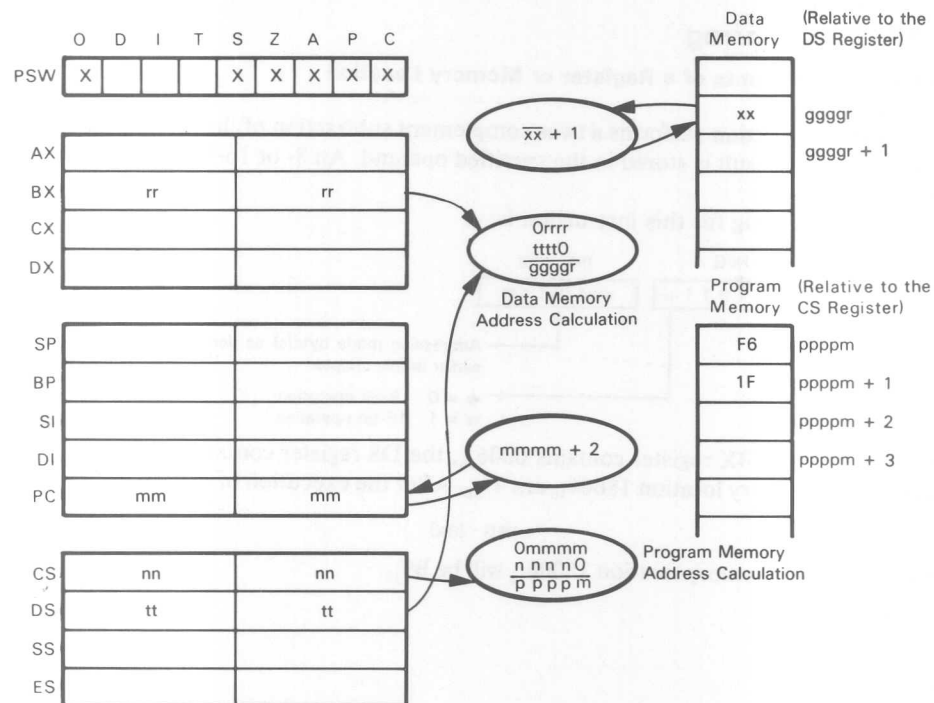 Data Memory (Relative to the DS Register)
O D I T S Z A P C
PSW X X X X X X
xx ggggr
ggggr + 1
x̅x̅ + 1
AX
BX rr rr
CX
DX
0rrrr
tttt0
ggggr
Data Memory
Address Calculation
Program Memory (Relative to the CS Register)
F6 ppppm
1F ppppm + 1
ppppm + 2
ppppm + 3
SP
BP
SI
DI
PC mm mm
mmmm + 2
CS nn nn
DS tt tt
SS
ES
0mmmm
n n n n 0
p p p p m
Program Memory
Address Calculation